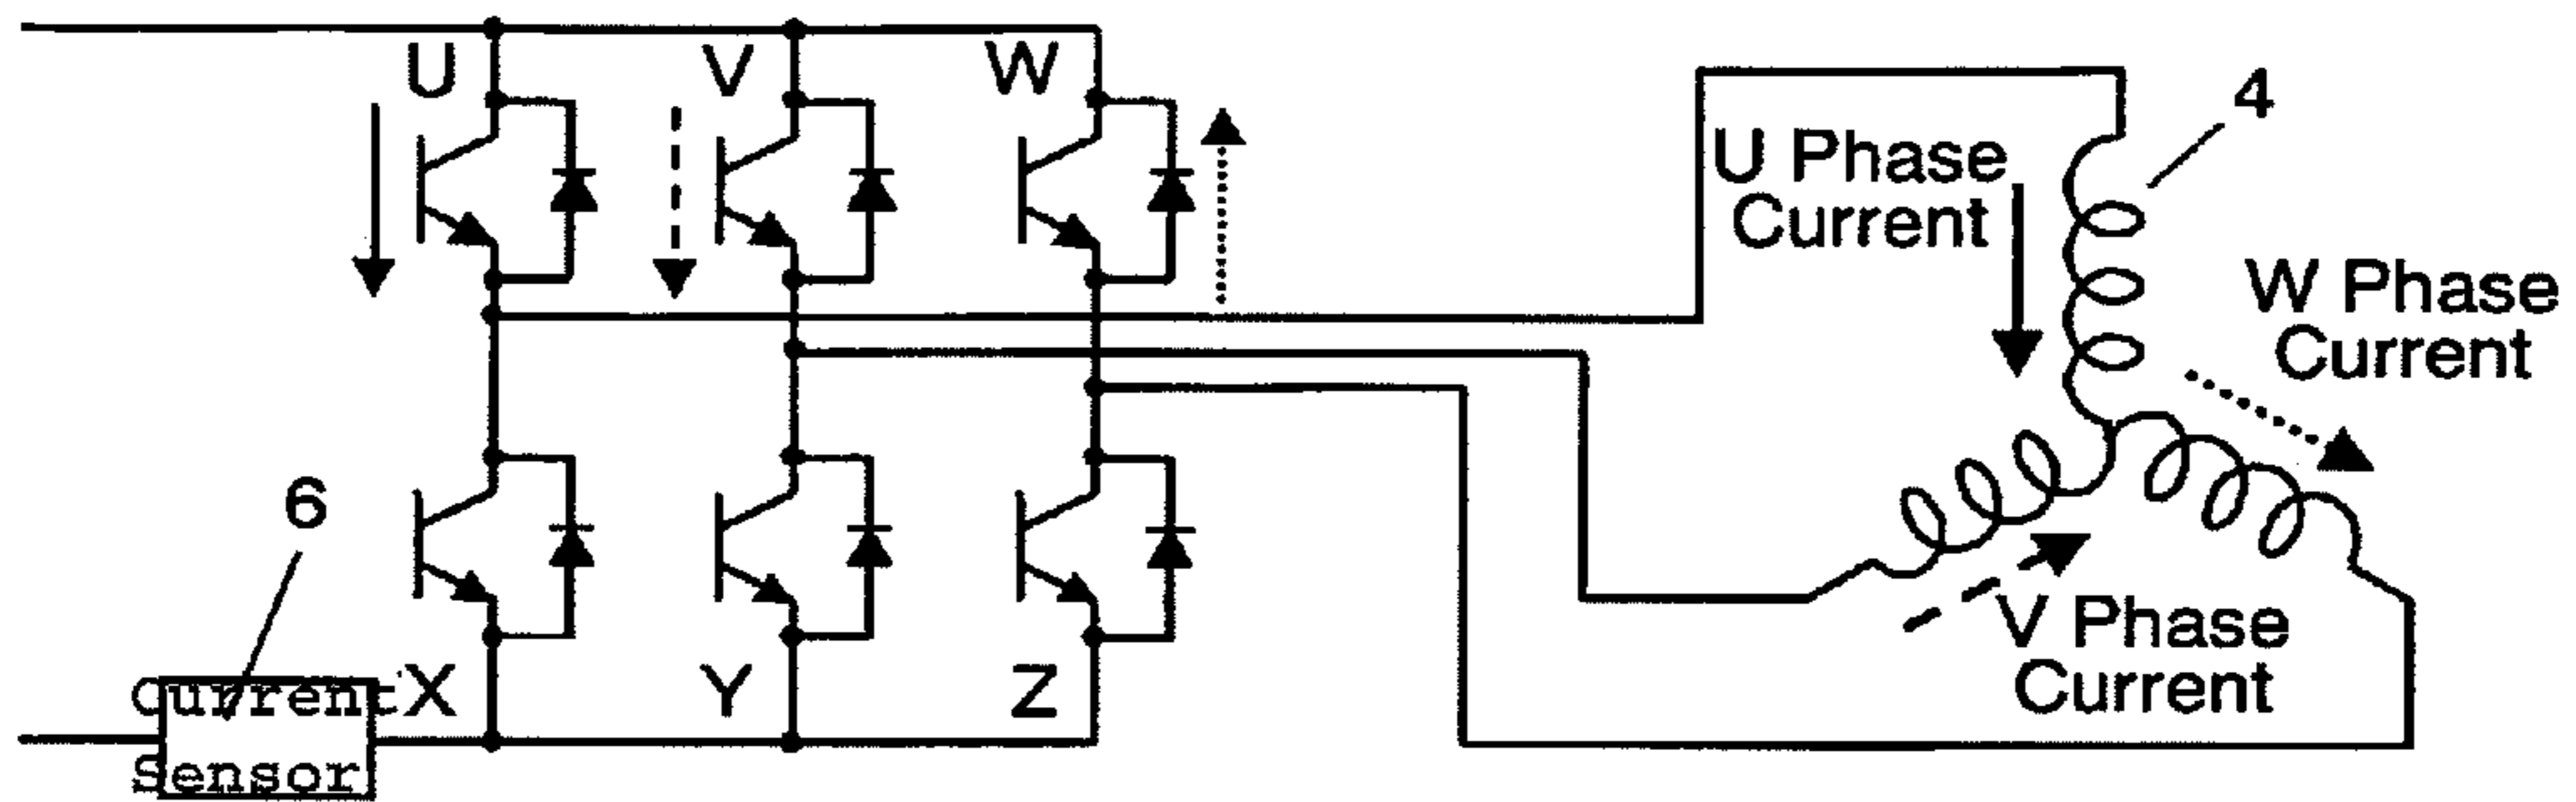 U
V
W
4
U Phase
Current
W Phase
Current
6
V Phase
Current
X
Y
Z
Current
Sensor